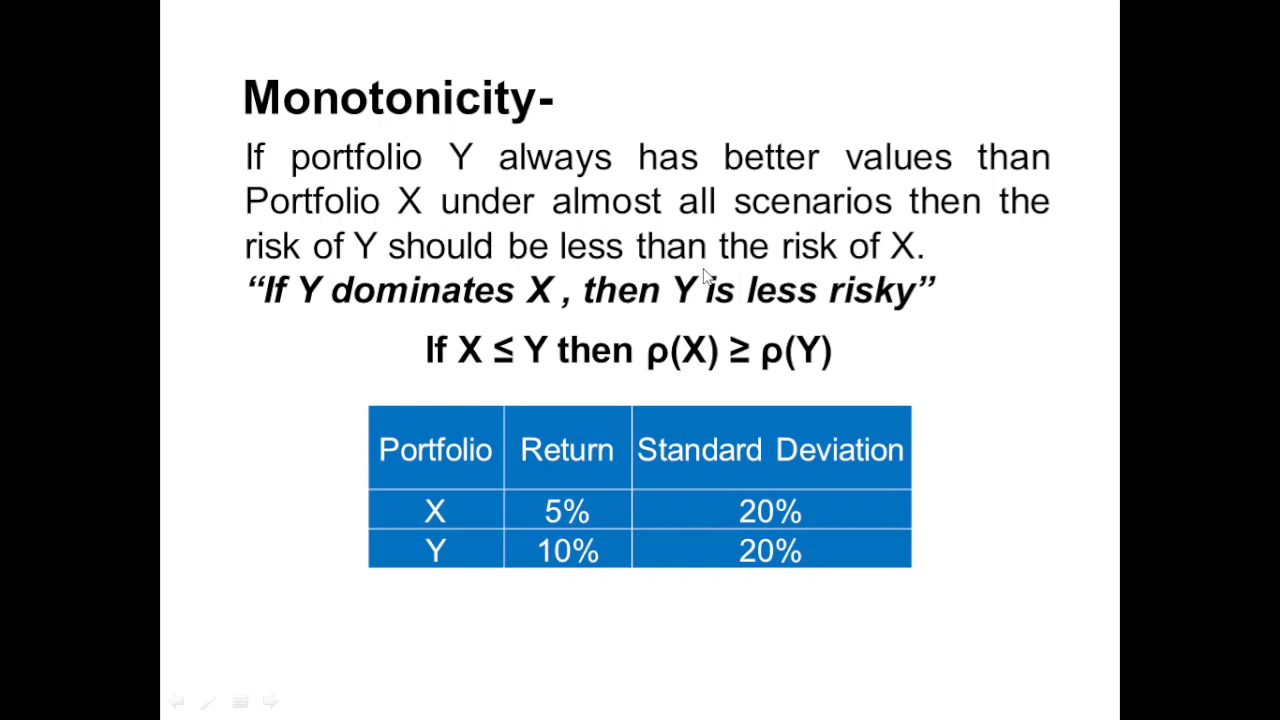 Monotonicity-
If portfolio Y always has better values than
Portfolio X under almost all scenarios then the
risk of Y should be less than the risk of X.
“If Y dominates X , then Y is less risky”
If X ≤ Y then ρ(X) ≥ ρ(Y)
Portfolio Return Standard Deviation
X 5% 20%
Y 10% 20%